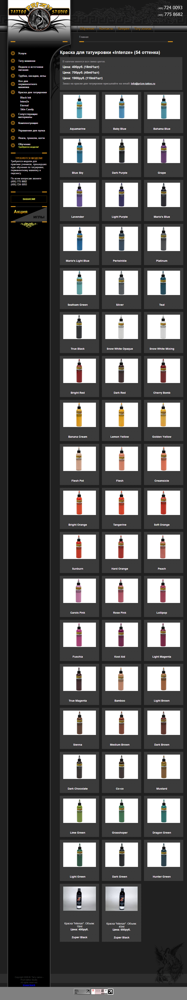 TATTOO PRIZM STUDIO
(495) 724 0093
(495) 775 8682
Обучение Контакты Галерея Тату эскизы
Главная
Услуги
Тату машинки
Педали и источники
питания
Трубки, насадки, иглы
Все для
перманентного
макияжа
Краска для татуировки
Black Ink
IntenZe
Eternal
Skin Candy
Сопутствующие
материалы
Комплектующие
Украшения для пупка
Плаги, туннели, когти
Обучение
Требуются модели!
ТРЕБУЮТСЯ МОДЕЛИ!
Требуются модели для
практики учеников, прошедших
курс обучения по татуировке,
перманентному макияжу и
пирсингу.
По всем вопросам звоните:
(495) 775 8682
(495) 724 0093
ВАКАНСИИ!
Акция
иглы
Краска для татуировки «Intenze» (54 оттенка)
В наличии имеется вся гамма цветов.
Цена: 400руб. (18ml/1шт)
Цена: 700руб. (45ml/1шт)
Цена: 1900руб. (110ml/1шт)
Заказ на краски для татуировки присылайте на email: info@prizm-tattoo.ru
Aquamarine Baby Blue Bahama Blue
Blue Sky Dark Purple Grape
Lavender Light Purple Mario's Blue
Mario's Light Blue Periwinkle Platinum
Seafoam Green Silver Teal
True Black Snow White Opaque Snow White Mixing
Bright Red Dark Red Cherry Bomb
Banana Cream Lemon Yellow Golden Yellow
Flesh Pot Flesh Creamsicle
Bright Orange Tangerine Soft Orange
Sunburn Hard Orange Peach
Carols Pink Rose Pink Lollipop
Fuschia Kool Aid Light Magenta
True Magenta Bamboo Light Brown
Sienna Medium Brown Dark Brown
Dark Chocolate Co-co Mustard
Lime Green Grasshoper Dragon Green
Light Green Dark Green Hunter Green
Краска "Intenze". Объем:
18ml
Цена: 400руб.
Zuper Black
Краска "Intenze". Объем:
45ml
Цена: 650руб.
Zuper Black
Prizm tattoo Studio
All rights reserved